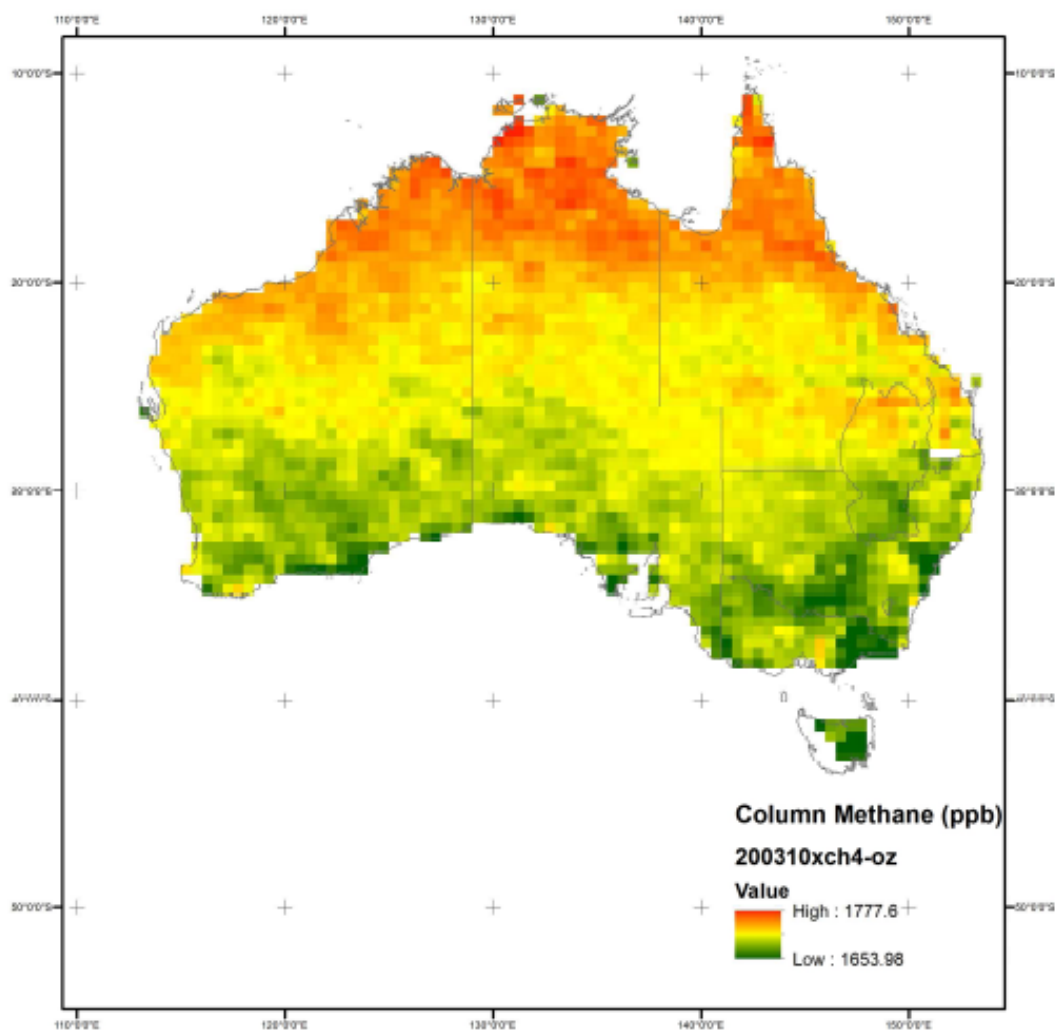 110°0'0"E 120°0'0"E 130°0'0"E 140°0'0"E 150°0'0"E
10°0'0"S 10°0'0"S
20°0'0"S 20°0'0"S
30°0'0"S 30°0'0"S
40°0'0"S 40°0'0"S
Column Methane (ppb)
200310xch4-oz
Value
50°0'0"S High : 1777.6 50°0'0"S
Low : 1653.98
110°0'0"E 120°0'0"E 130°0'0"E 140°0'0"E 150°0'0"E